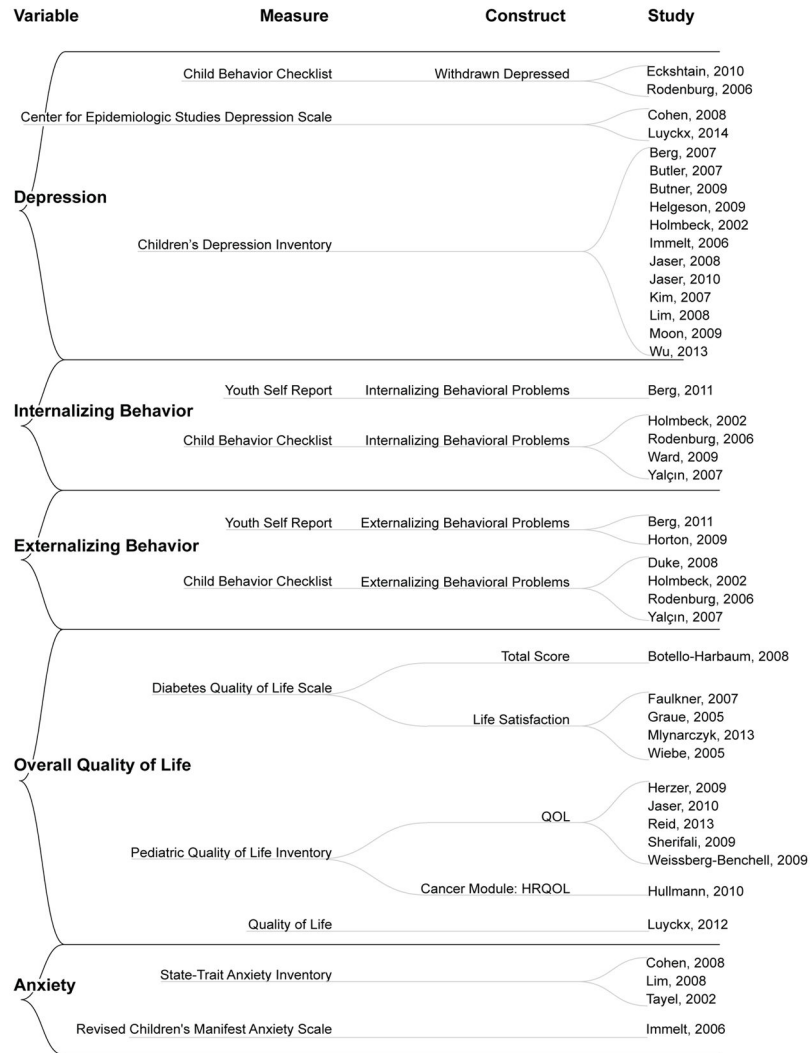 Variable Measure Construct Study
Child Behavior Checklist Withdrawn Depressed
Eckshtain, 2010
Rodenburg, 2006
Center for Epidemiologic Studies Depression Scale
Cohen, 2008
Luyckx, 2014
Depression
Children's Depression Inventory
Berg, 2007
Butler, 2007
Butner, 2009
Helgeson, 2009
Holmbeck, 2002
Immelt, 2006
Jaser, 2008
Jaser, 2010
Kim, 2007
Lim, 2008
Moon, 2009
Wu, 2013
Internalizing Behavior
Youth Self Report Internalizing Behavioral Problems Berg, 2011
Child Behavior Checklist Internalizing Behavioral Problems
Holmbeck, 2002
Rodenburg, 2006
Ward, 2009
Yalçın, 2007
Externalizing Behavior
Youth Self Report Externalizing Behavioral Problems
Berg, 2011
Horton, 2009
Child Behavior Checklist Externalizing Behavioral Problems
Duke, 2008
Holmbeck, 2002
Rodenburg, 2006
Yalçın, 2007
Overall Quality of Life
Diabetes Quality of Life Scale
Total Score Botello-Harbaum, 2008
Life Satisfaction
Faulkner, 2007
Graue, 2005
Mlynarczyk, 2013
Wiebe, 2005
Pediatric Quality of Life Inventory
QOL
Herzer, 2009
Jaser, 2010
Reid, 2013
Sherifali, 2009
Weissberg-Benchell, 2009
Cancer Module: HRQOL Hullmann, 2010
Quality of Life Luyckx, 2012
Anxiety
State-Trait Anxiety Inventory
Cohen, 2008
Lim, 2008
Tayel, 2002
Revised Children's Manifest Anxiety Scale Immelt, 2006